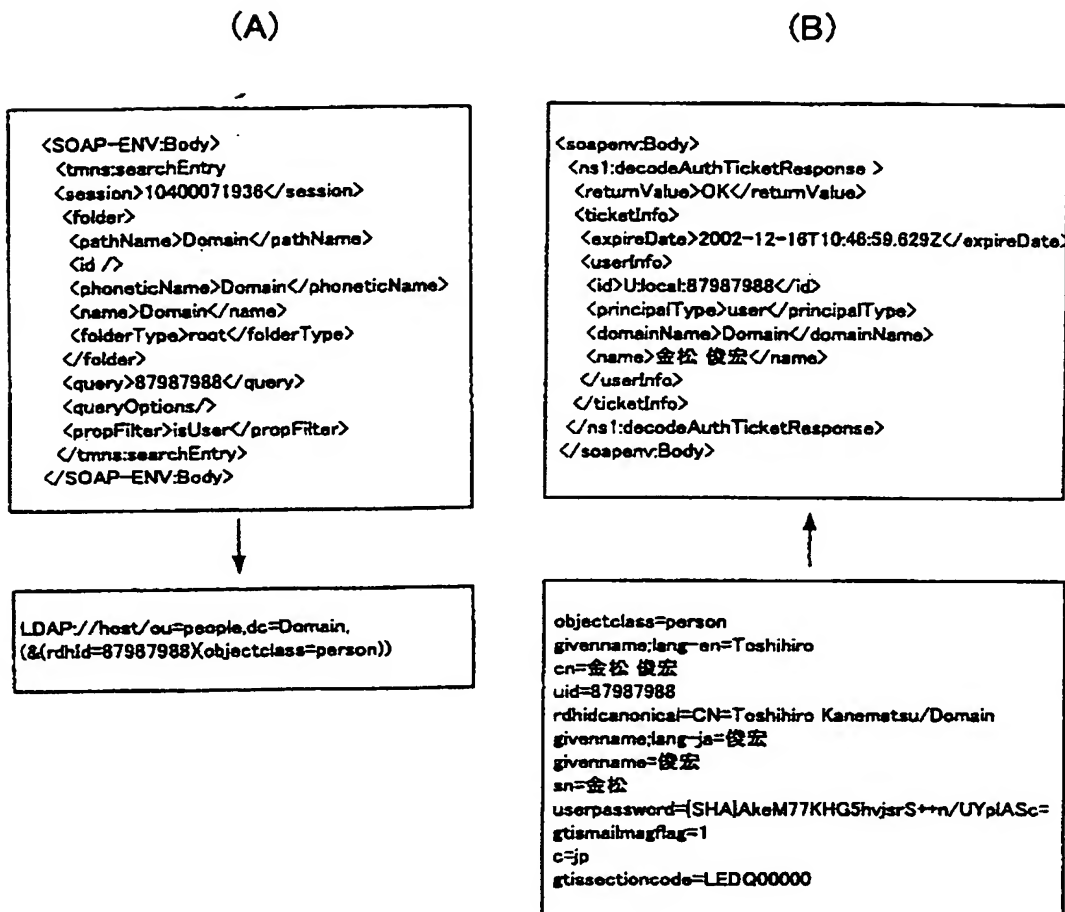 (A)
<SOAP-ENV:Body>
<tmns:searchEntry
<session>10400071936</session>
<folder>
<pathName>Domain</pathName>
<id />
<phoneticName>Domain</phoneticName>
<name>Domain</name>
<folderType>root</folderType>
</folder>
<query>87987988</query>
<queryOptions/>
<propFilter>isUser</propFilter>
</tmns:searchEntry>
</SOAP-ENV:Body>
LDAP://host/ou=people,dc=Domain,
(&(rdhid=87987988)(objectclass=person))
(B)
<soapenv:Body>
<ns1:decodeAuthTicketResponse >
<returnValue>OK</returnValue>
<ticketInfo>
<expireDate>2002-12-16T10:46:59.629Z</expireDate>
<userInfo>
<id>U:local:87987988</id>
<principalType>user</principalType>
<domainName>Domain</domainName>
<name>金松 俊宏</name>
</userInfo>
</ticketInfo>
</ns1:decodeAuthTicketResponse>
</soapenv:Body>
objectclass=person
givenname;lang-en=Toshihiro
cn=金松 俊宏
uid=87987988
rdhidcanonical=CN=Toshihiro Kanematsu/Domain
givenname;lang-ja=俊宏
givenname=俊宏
sn=金松
userpassword={SHA}AkeM77KHG5hvjsrS++n/UYplASc=
gtismailmagflag=1
c=jp
gtissectioncode=LEDQ00000